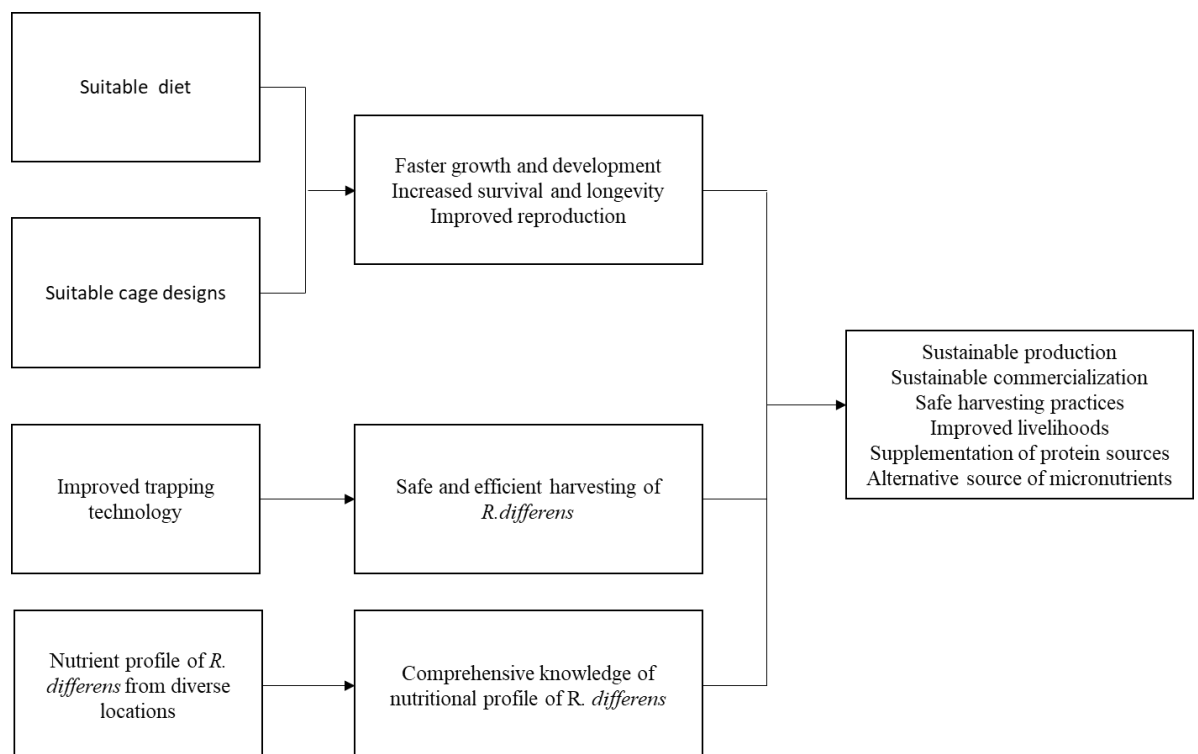 Suitable diet
Suitable cage designs
Faster growth and development
Increased survival and longevity
Improved reproduction
Improved trapping
technology
Safe and efficient harvesting of
R.differens
Nutrient profile of R.
differens from diverse
locations
Comprehensive knowledge of
nutritional profile of R. differens
Sustainable production
Sustainable commercialization
Safe harvesting practices
Improved livelihoods
Supplementation of protein sources
Alternative source of micronutrients